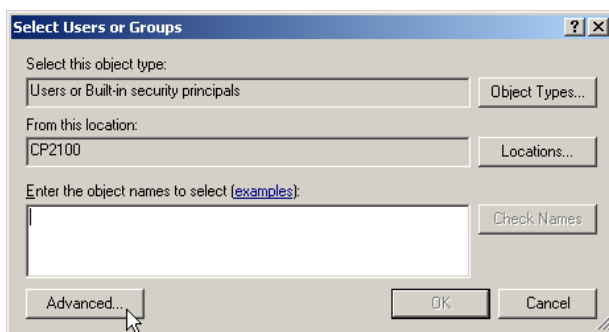 Select Users or Groups
Select this object type:
Users or Built-in security principals
Object Types...
From this location:
CP2100
Locations...
Enter the object names to select (examples):
Check Names
Advanced...
OK
Cancel